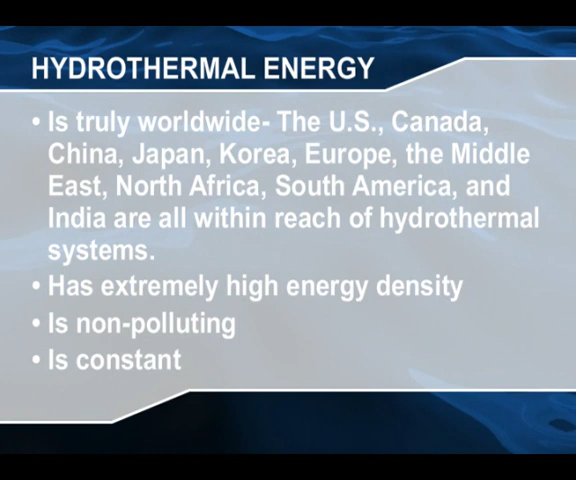 HYDROTHERMAL ENERGY
• Is truly worldwide- The U.S., Canada,
China, Japan, Korea, Europe, the Middle
East, North Africa, South America, and
India are all within reach of hydrothermal
systems.
• Has extremely high energy density
• Is non-polluting
• Is constant